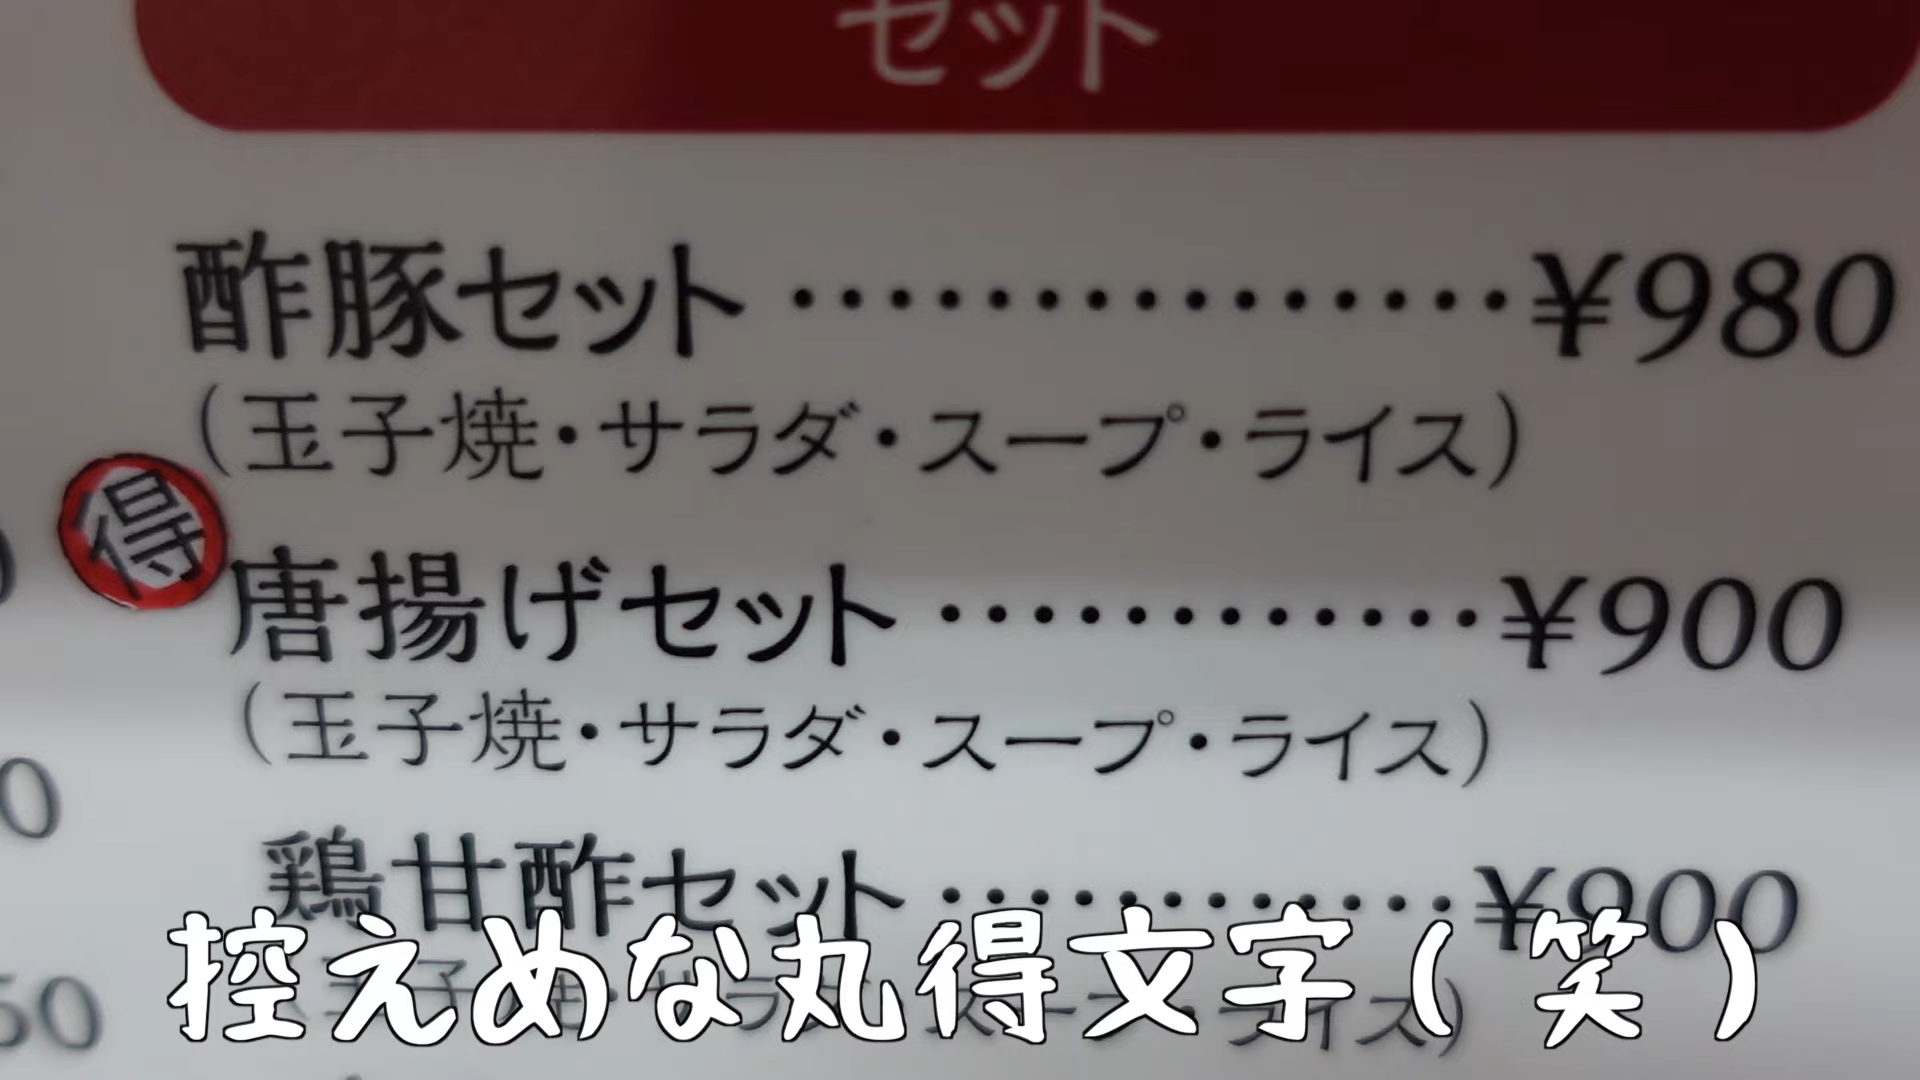 セット
酢豚セット ················ ¥980
(玉子焼・サラダ・スープ・ライス)
得
唐揚げセット ············ ¥900
(玉子焼・サラダ・スープ・ライス)
鶏甘酢セット ············ ¥900
控えめな丸得文字(笑)
0
50